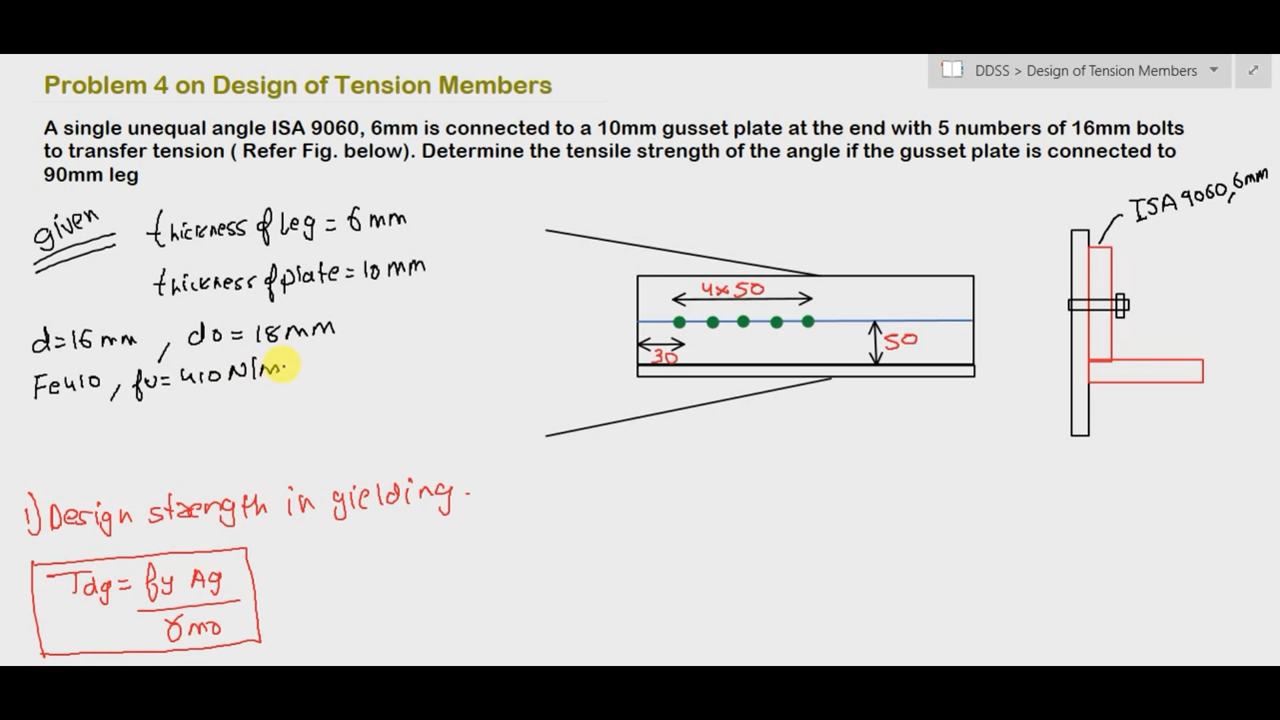 DDSS > Design of Tension Members
Problem 4 on Design of Tension Members
A single unequal angle ISA 9060, 6mm is connected to a 10mm gusset plate at the end with 5 numbers of 16mm bolts
to transfer tension ( Refer Fig. below). Determine the tensile strength of the angle if the gusset plate is connected to
90mm leg
ISA 9060, 6mm
given
thickness of leg = 6 mm
thickness of plate = 10 mm
d=16 mm , do = 18 mm
Fe410 , fu= 410 N/m
4x50
30
50
1) Design strength in yielding.
Tdg = fy Ag
γmo